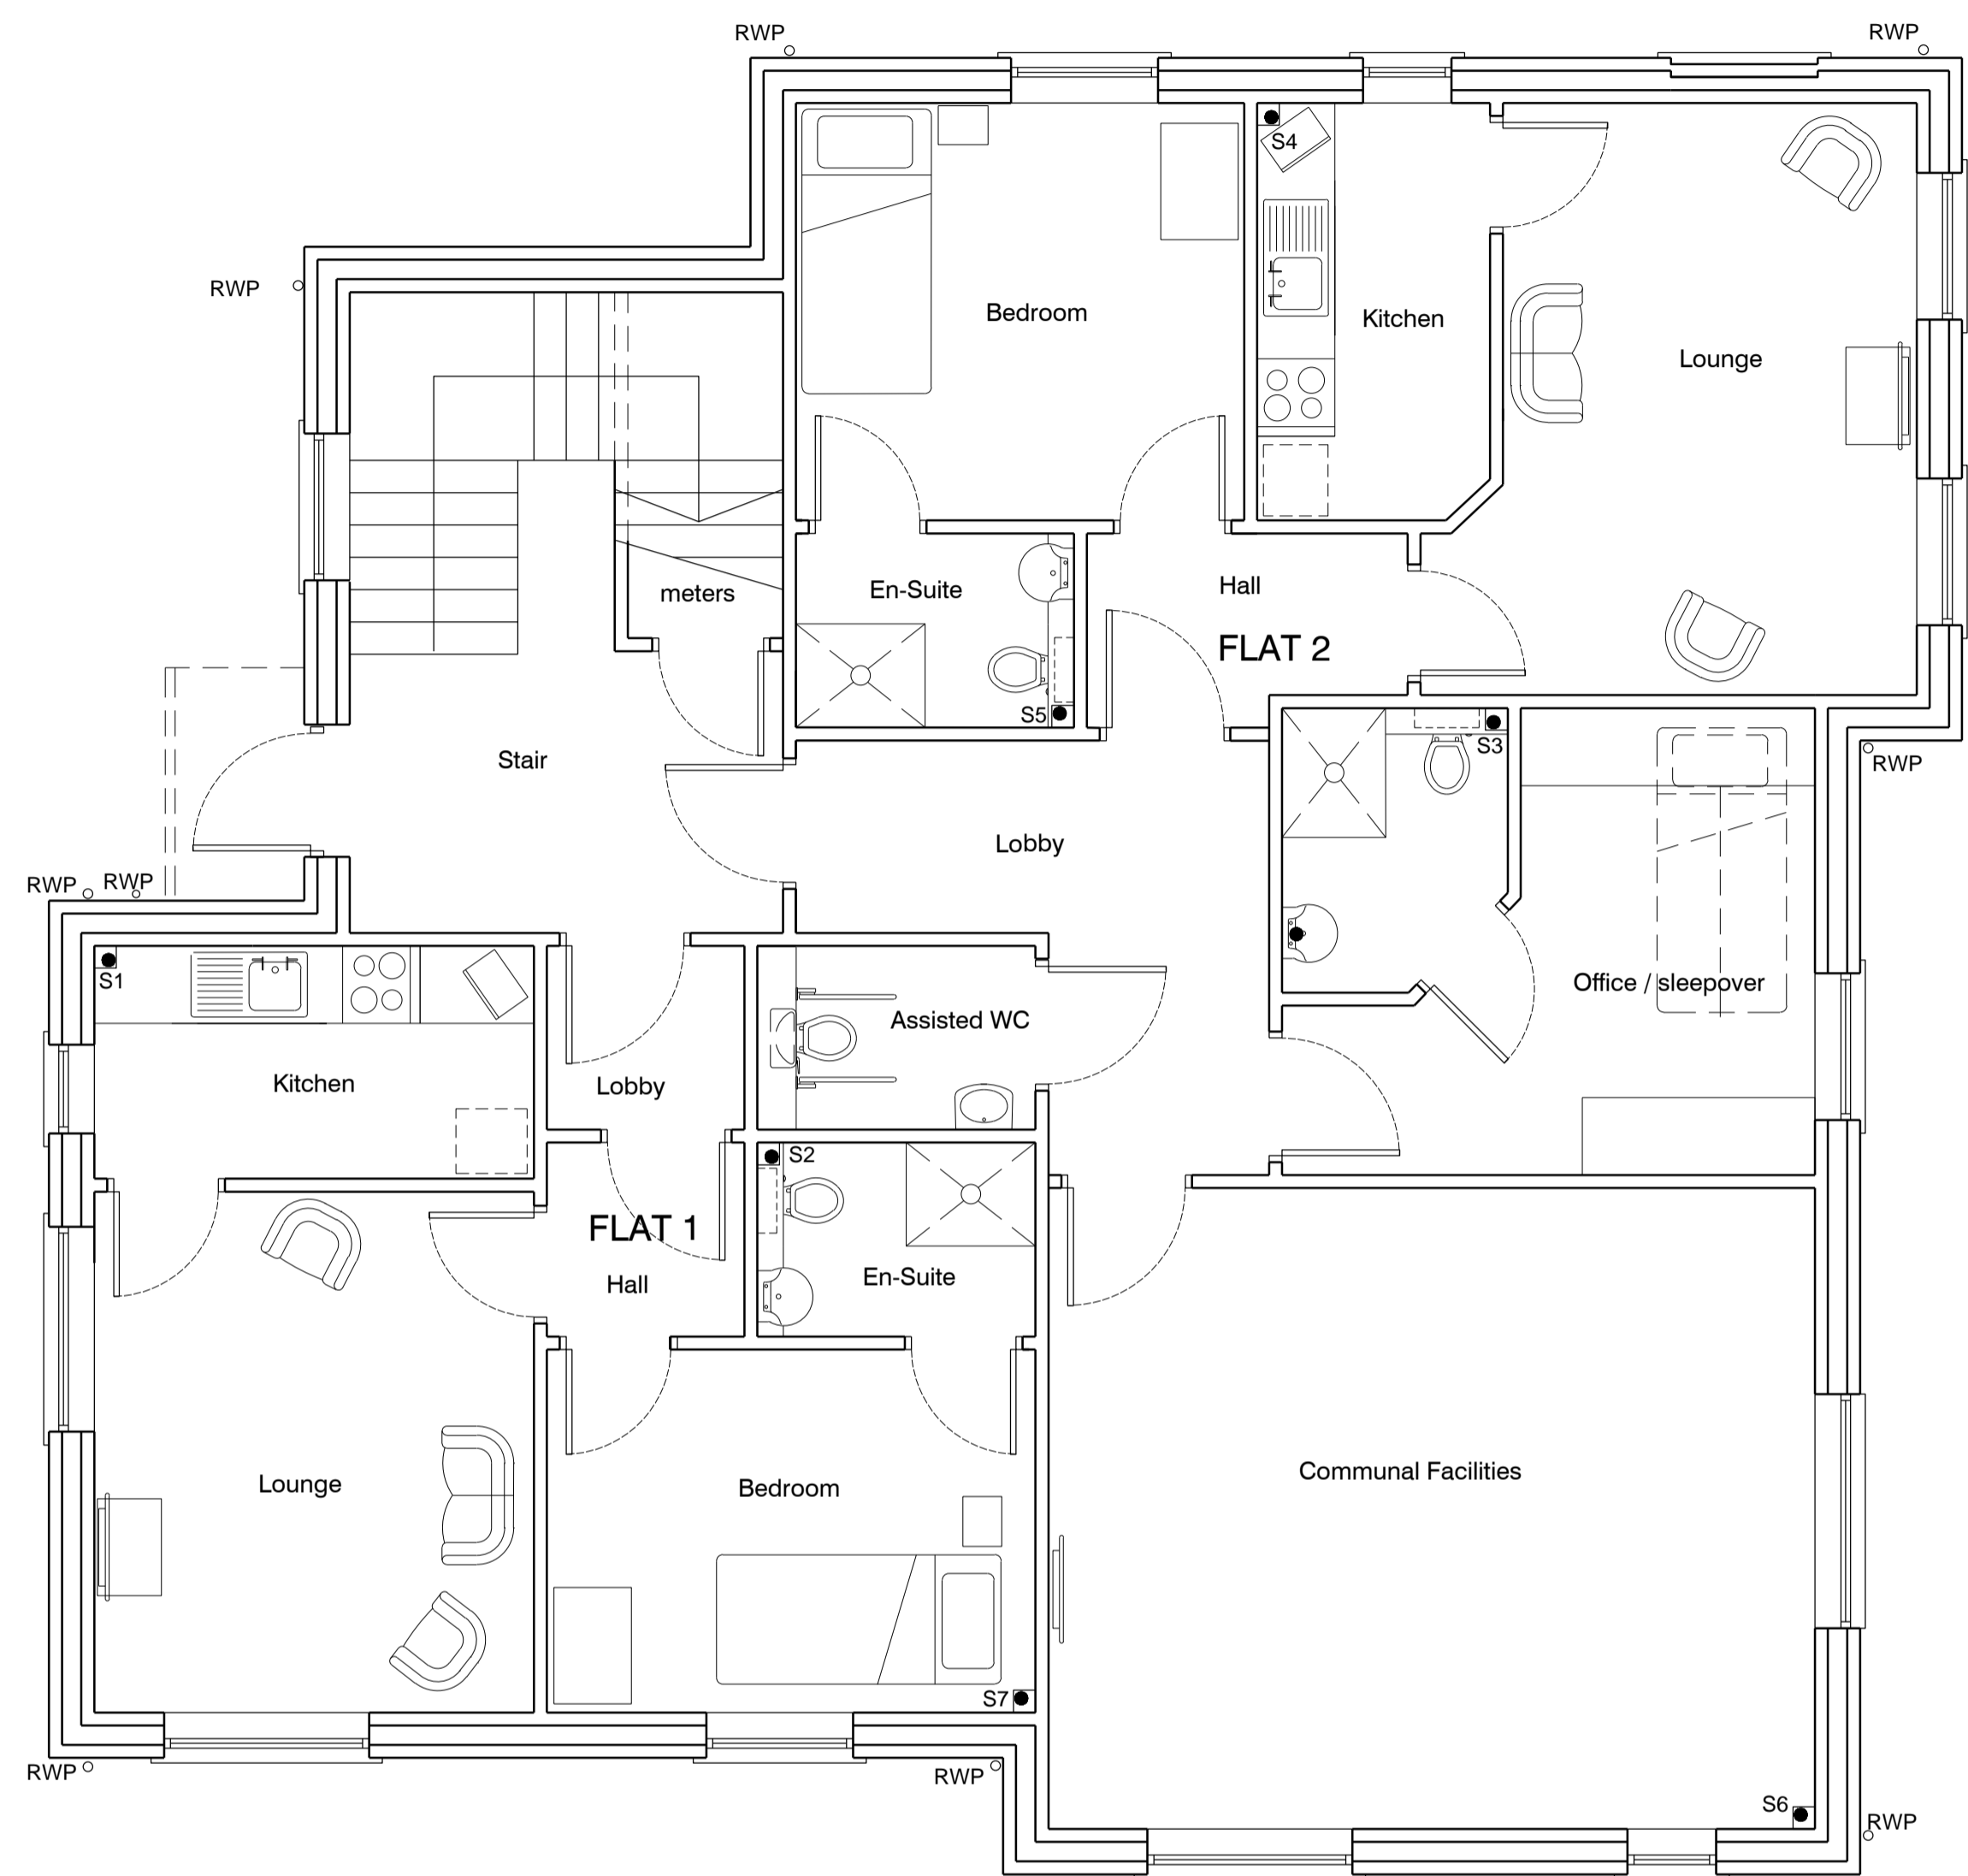 RWP
RWP
RWP
S4
Bedroom
Kitchen
Lounge
meters
En-Suite
Hall
FLAT 2
S5
S3
Stair
RWP
Lobby
RWP
RWP
S1
Office / sleepover
Assisted WC
Kitchen
Lobby
S2
FLAT 1
En-Suite
Hall
Communal Facilities
Lounge
Bedroom
S7
RWP
RWP
S6
RWP